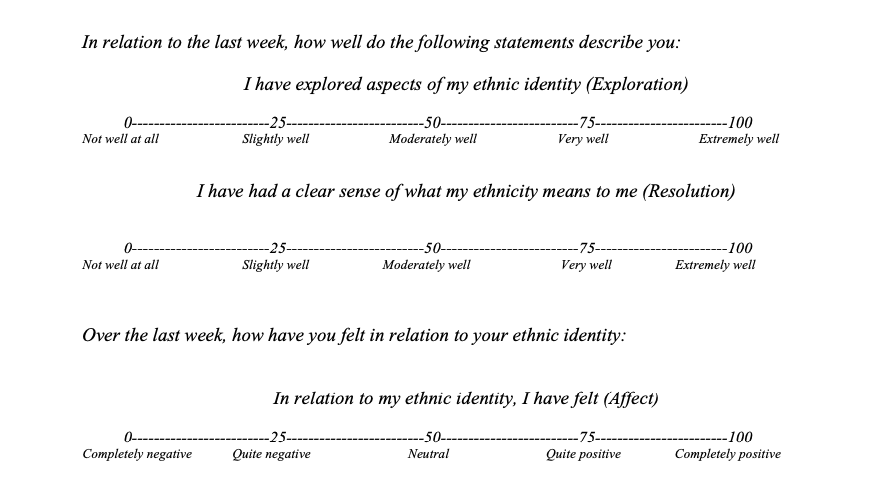 In relation to the last week, how well do the following statements describe you:
I have explored aspects of my ethnic identity (Exploration)
0-------------------------25-------------------------50-------------------------75------------------------100
Not well at all Slightly well Moderately well Very well Extremely well
I have had a clear sense of what my ethnicity means to me (Resolution)
0-------------------------25-------------------------50-------------------------75------------------------100
Not well at all Slightly well Moderately well Very well Extremely well
Over the last week, how have you felt in relation to your ethnic identity:
In relation to my ethnic identity, I have felt (Affect)
0-------------------------25-------------------------50-------------------------75------------------------100
Completely negative Quite negative Neutral Quite positive Completely positive